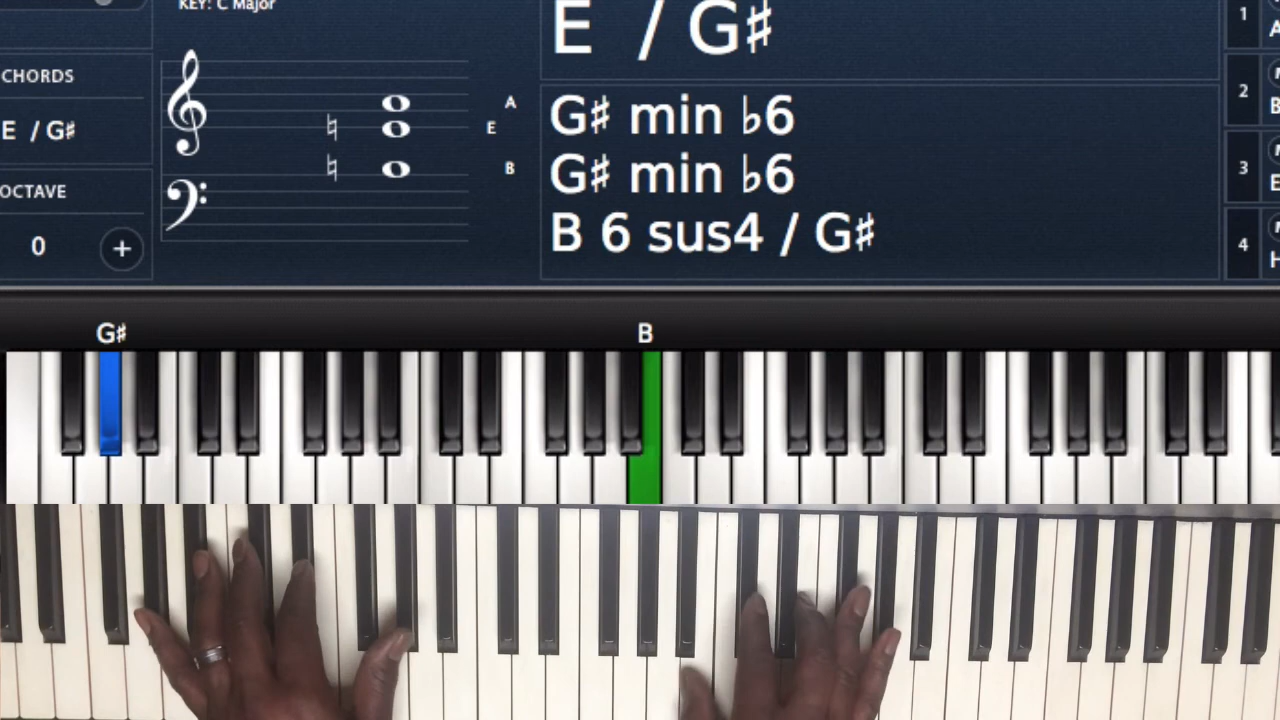 KEY: C Major
E / G♯
CHORDS
E / G♯
OCTAVE
0
+
A
E
B
G♯ min ♭6
G♯ min ♭6
B 6 sus4 / G♯
1
A
2
B
3
E
4
H
G♯
B